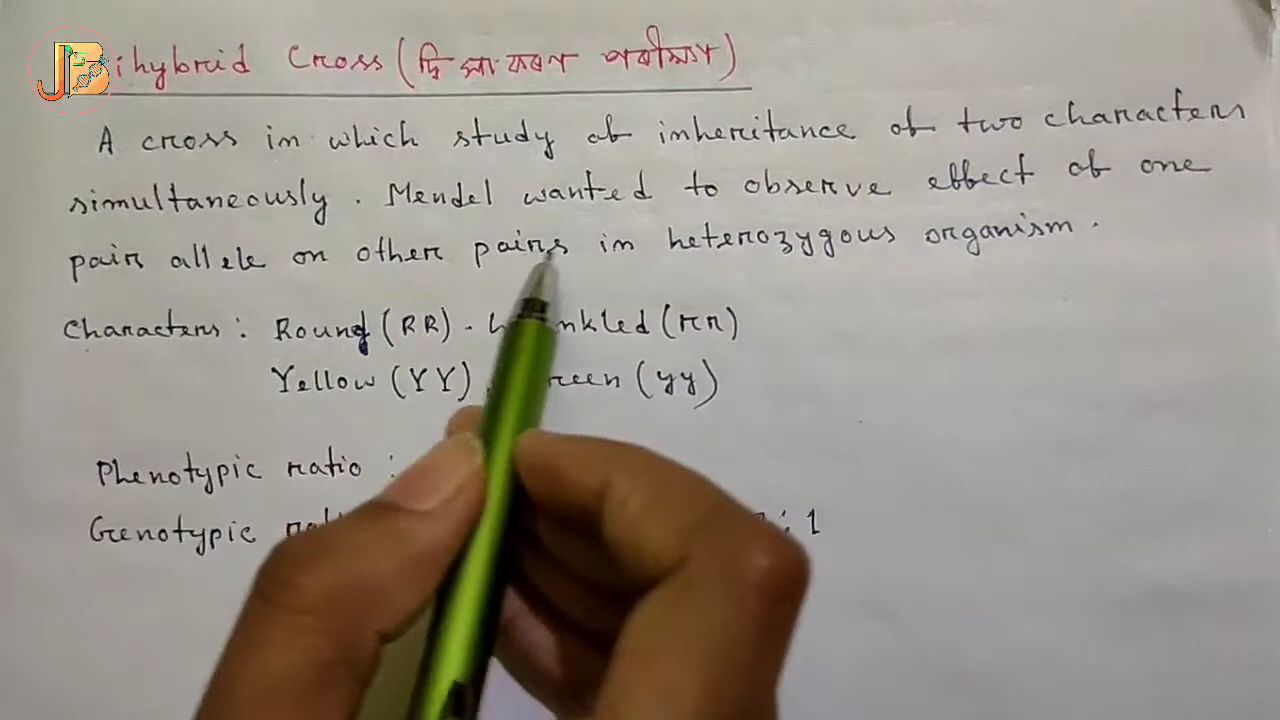 JB
ihybrid Cross (দ্বি সংকরণ পরীক্ষা)
A cross in which study of inheritance of two characters
simultaneously. Mendel wanted to observe effect of one
pair allele on other pairs in heterozygous organism.
Characters: Round (RR) - nkled (rr)
Yellow (YY) reen (yy)
Phenotypic ratio :
Genotypic : 1